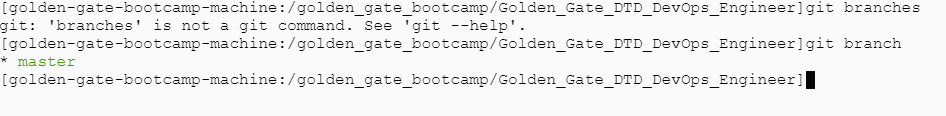 [golden-gate-bootcamp-machine:/golden_gate_bootcamp/Golden_Gate_DTD_DevOps_Engineer]git branches
git: 'branches' is not a git command. See 'git --help'.
[golden-gate-bootcamp-machine:/golden_gate_bootcamp/Golden_Gate_DTD_DevOps_Engineer]git branch
* master
[golden-gate-bootcamp-machine:/golden_gate_bootcamp/Golden_Gate_DTD_DevOps_Engineer]